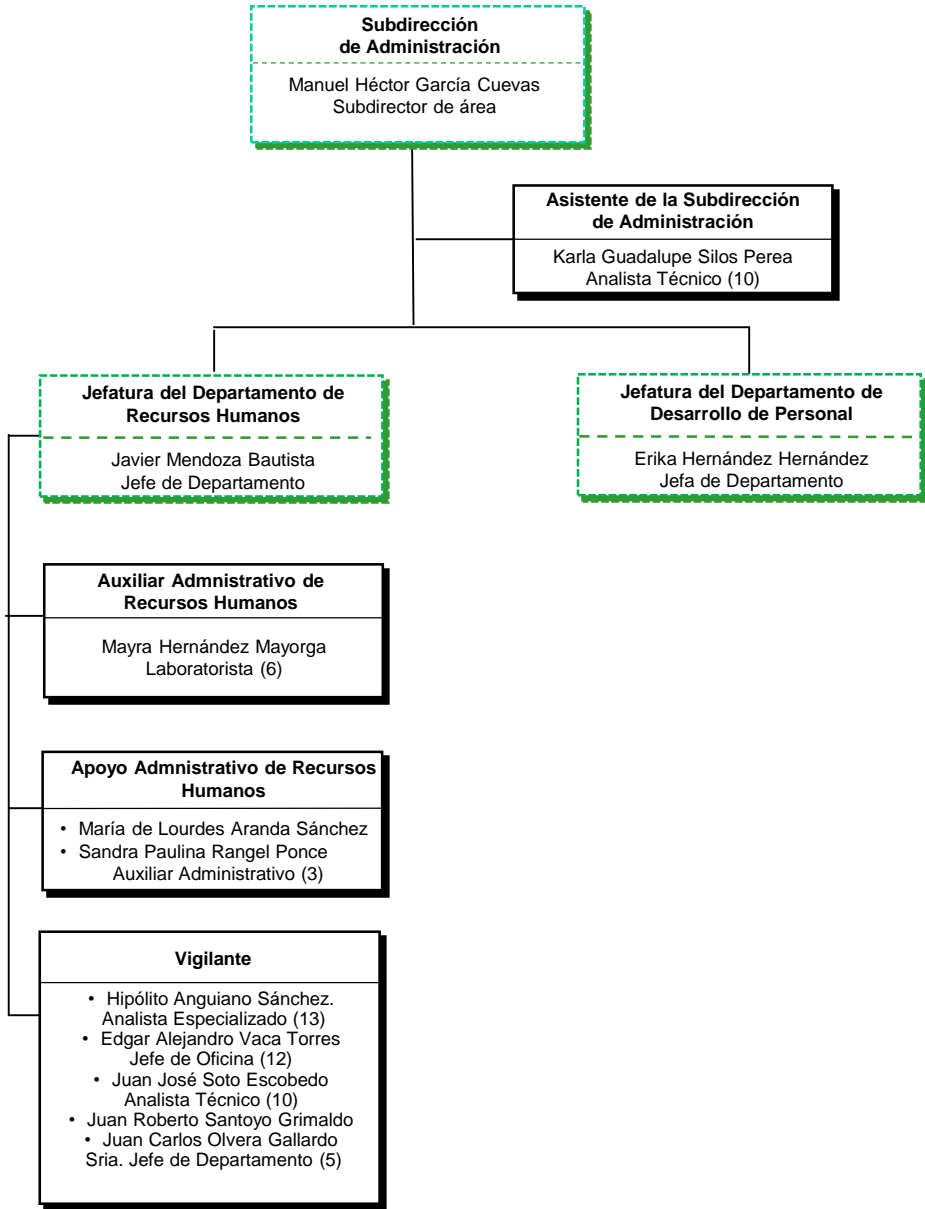 Subdirección
de Administración
Manuel Héctor García Cuevas
Subdirector de área
Asistente de la Subdirección
de Administración
Karla Guadalupe Silos Perea
Analista Técnico (10)
Jefatura del Departamento de
Recursos Humanos
Javier Mendoza Bautista
Jefe de Departamento
Jefatura del Departamento de
Desarrollo de Personal
Erika Hernández Hernández
Jefa de Departamento
Auxiliar Admnistrativo de
Recursos Humanos
Mayra Hernández Mayorga
Laboratorista (6)
Apoyo Admnistrativo de Recursos
Humanos
• María de Lourdes Aranda Sánchez
• Sandra Paulina Rangel Ponce
Auxiliar Administrativo (3)
Vigilante
• Hipólito Anguiano Sánchez.
Analista Especializado (13)
• Edgar Alejandro Vaca Torres
Jefe de Oficina (12)
• Juan José Soto Escobedo
Analista Técnico (10)
• Juan Roberto Santoyo Grimaldo
• Juan Carlos Olvera Gallardo
Sria. Jefe de Departamento (5)